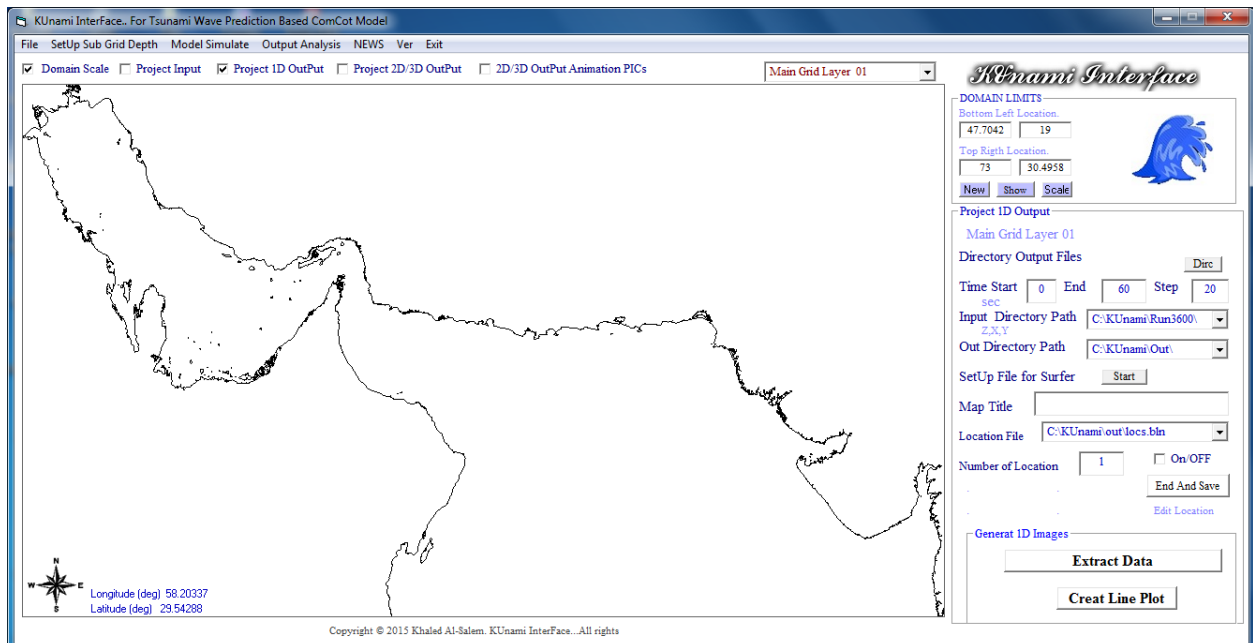 KUnami InterFace.. For Tsunami Wave Prediction Based ComCot Model
File SetUp Sub Grid Depth Model Simulate Output Analysis NEWS Ver Exit
Domain Scale Project Input Project 1D OutPut Project 2D/3D OutPut 2D/3D OutPut Animation PICs Main Grid Layer 01
KUnami Interface
DOMAIN LIMITS
Bottom Left Location.
47.7042 19
Top Rigth Location.
73 30.4958
New Show Scale
Project 1D Output
Main Grid Layer 01
Directory Output Files Dirc
Time Start 0 End 60 Step 20
sec
Input Directory Path C:\KUnami\Run3600\
Z,X,Y
Out Directory Path C:\KUnami\Out\
SetUp File for Surfer Start
Map Title
Location File C:\KUnami\out\locs.bln
Number of Location 1 On/OFF
End And Save
Edit Location
Generat 1D Images
Extract Data
Creat Line Plot
N
W E
S
Longitude (deg) 58.20337
Latitude (deg) 29.54288
Copyright © 2015 Khaled Al-Salem. KUnami InterFace...All rights